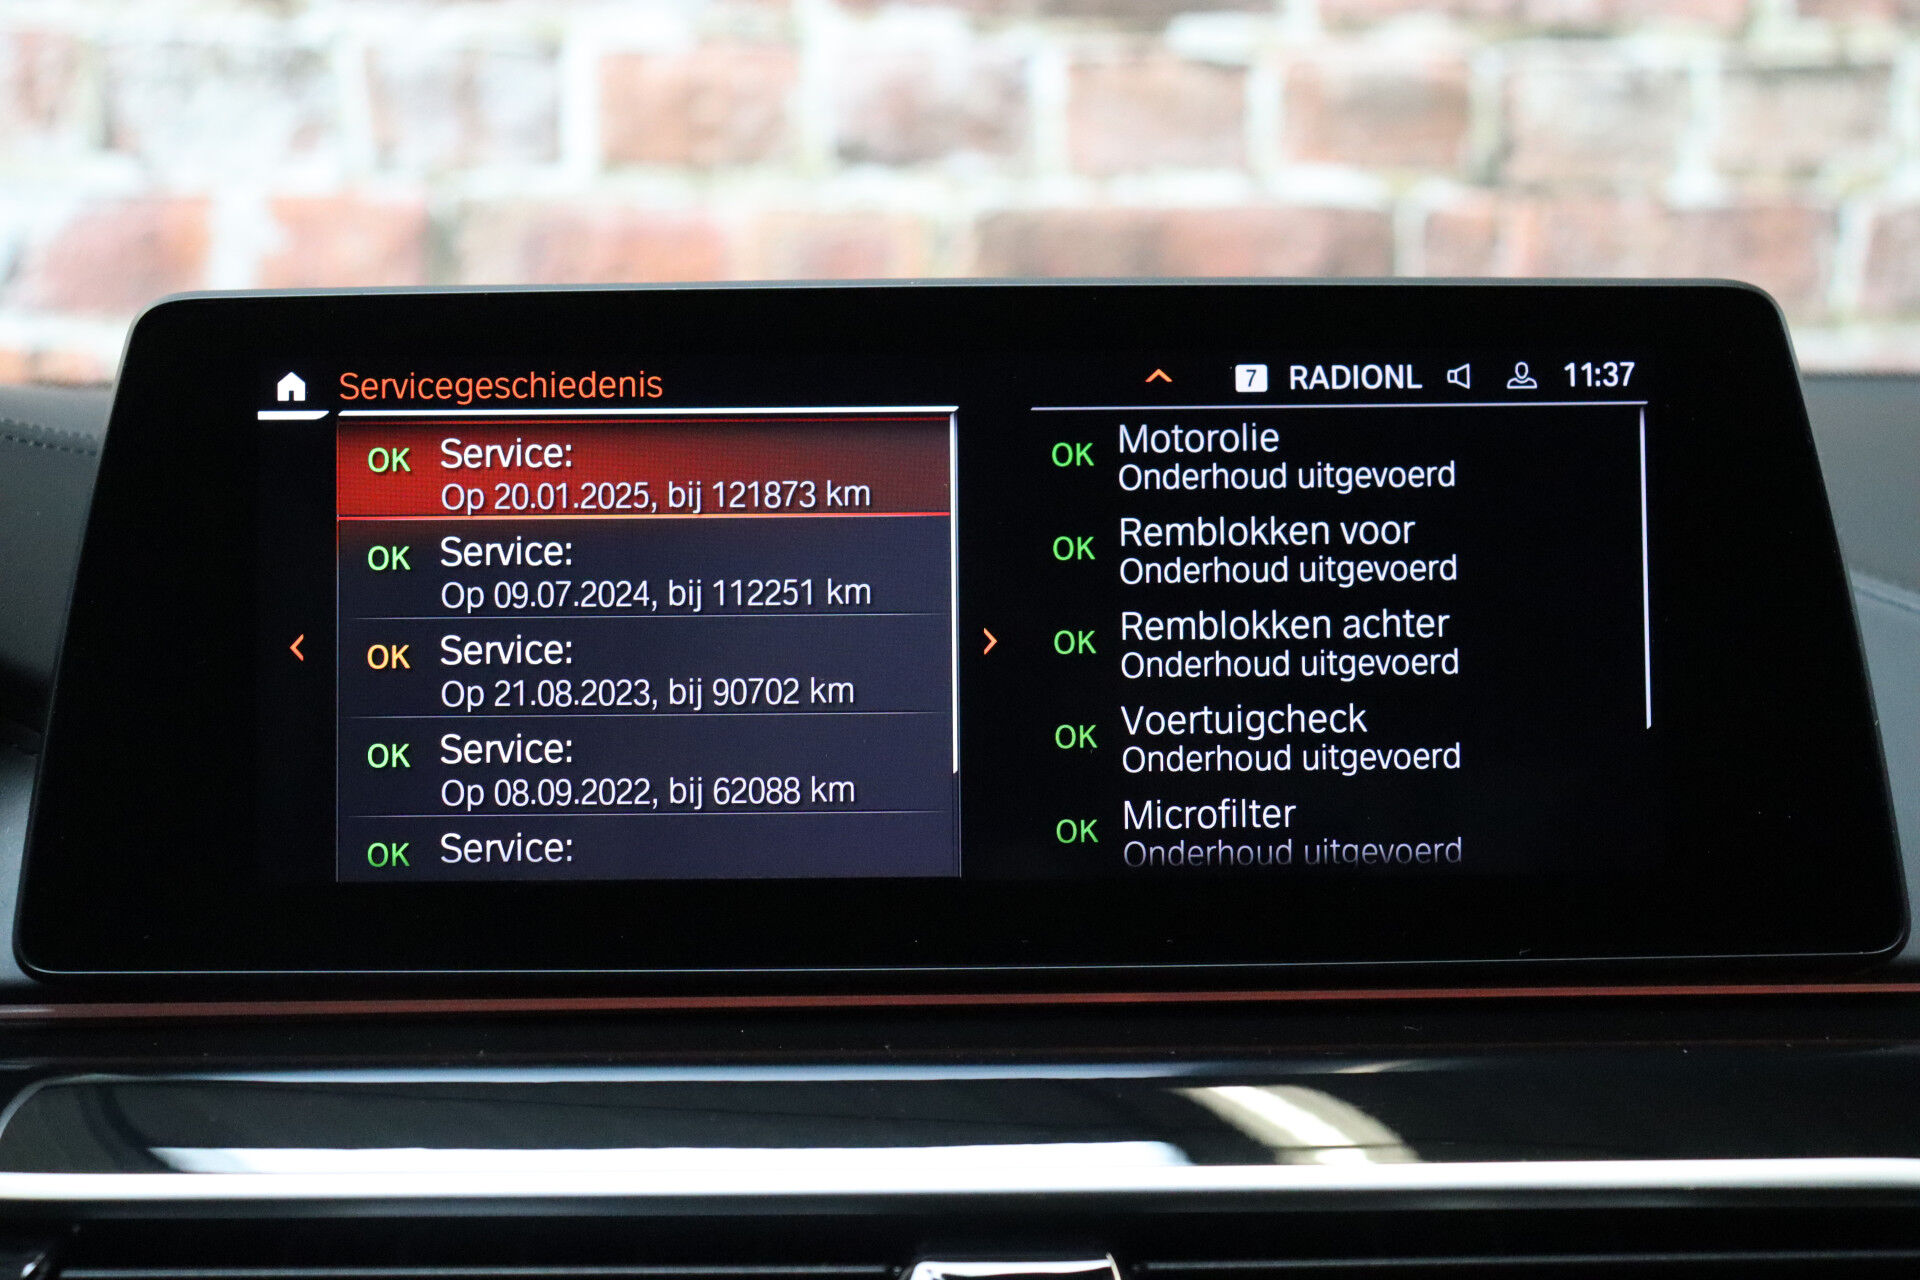 Servicegeschiedenis
7 RADIONL 11:37
OK Service:
Op 20.01.2025, bij 121873 km
OK Service:
Op 09.07.2024, bij 112251 km
OK Service:
Op 21.08.2023, bij 90702 km
OK Service:
Op 08.09.2022, bij 62088 km
OK Service:
OK Motorolie
Onderhoud uitgevoerd
OK Remblokken voor
Onderhoud uitgevoerd
OK Remblokken achter
Onderhoud uitgevoerd
OK Voertuigcheck
Onderhoud uitgevoerd
OK Microfilter
Onderhoud uitgevoerd